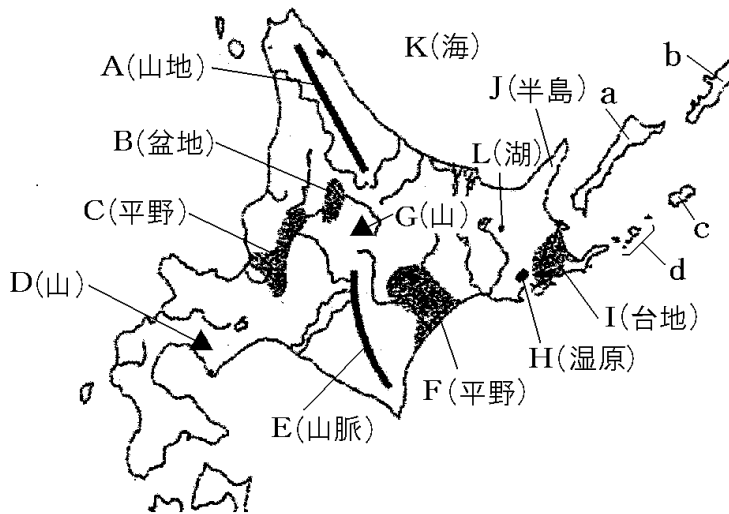 K(海)
A(山地)
b
J(半島)
a
B(盆地)
L(湖)
C(平野)
G(山)
c
d
D(山)
I(台地)
H(湿原)
F(平野)
E(山脈)